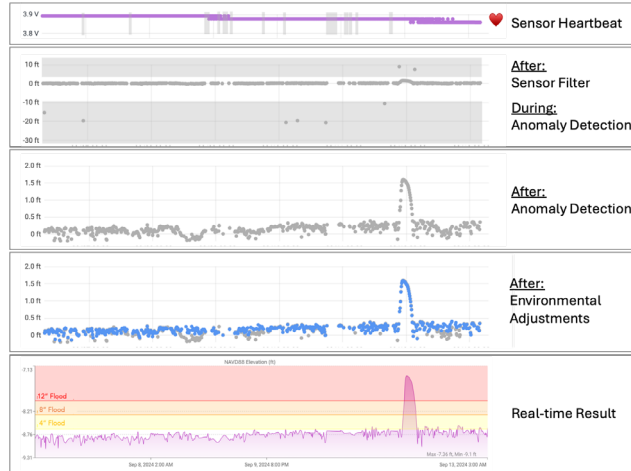 3.9 V
3.8 V
Sensor Heartbeat
10 ft
0 ft
-10 ft
-20 ft
-30 ft
After:
Sensor Filter
During:
Anomaly Detection
2.0 ft
1.5 ft
1.0 ft
0.5 ft
0 ft
After:
Anomaly Detection
2.0 ft
1.5 ft
1.0 ft
0.5 ft
0 ft
After:
Environmental
Adjustments
NAVD88 Elevation (ft)
12" Flood
8" Flood
4" Flood
Sep 8, 2024 2:00 AM
Sep 9, 2024 8:00 PM
Sep 13, 2024 3:00 AM
Real-time Result